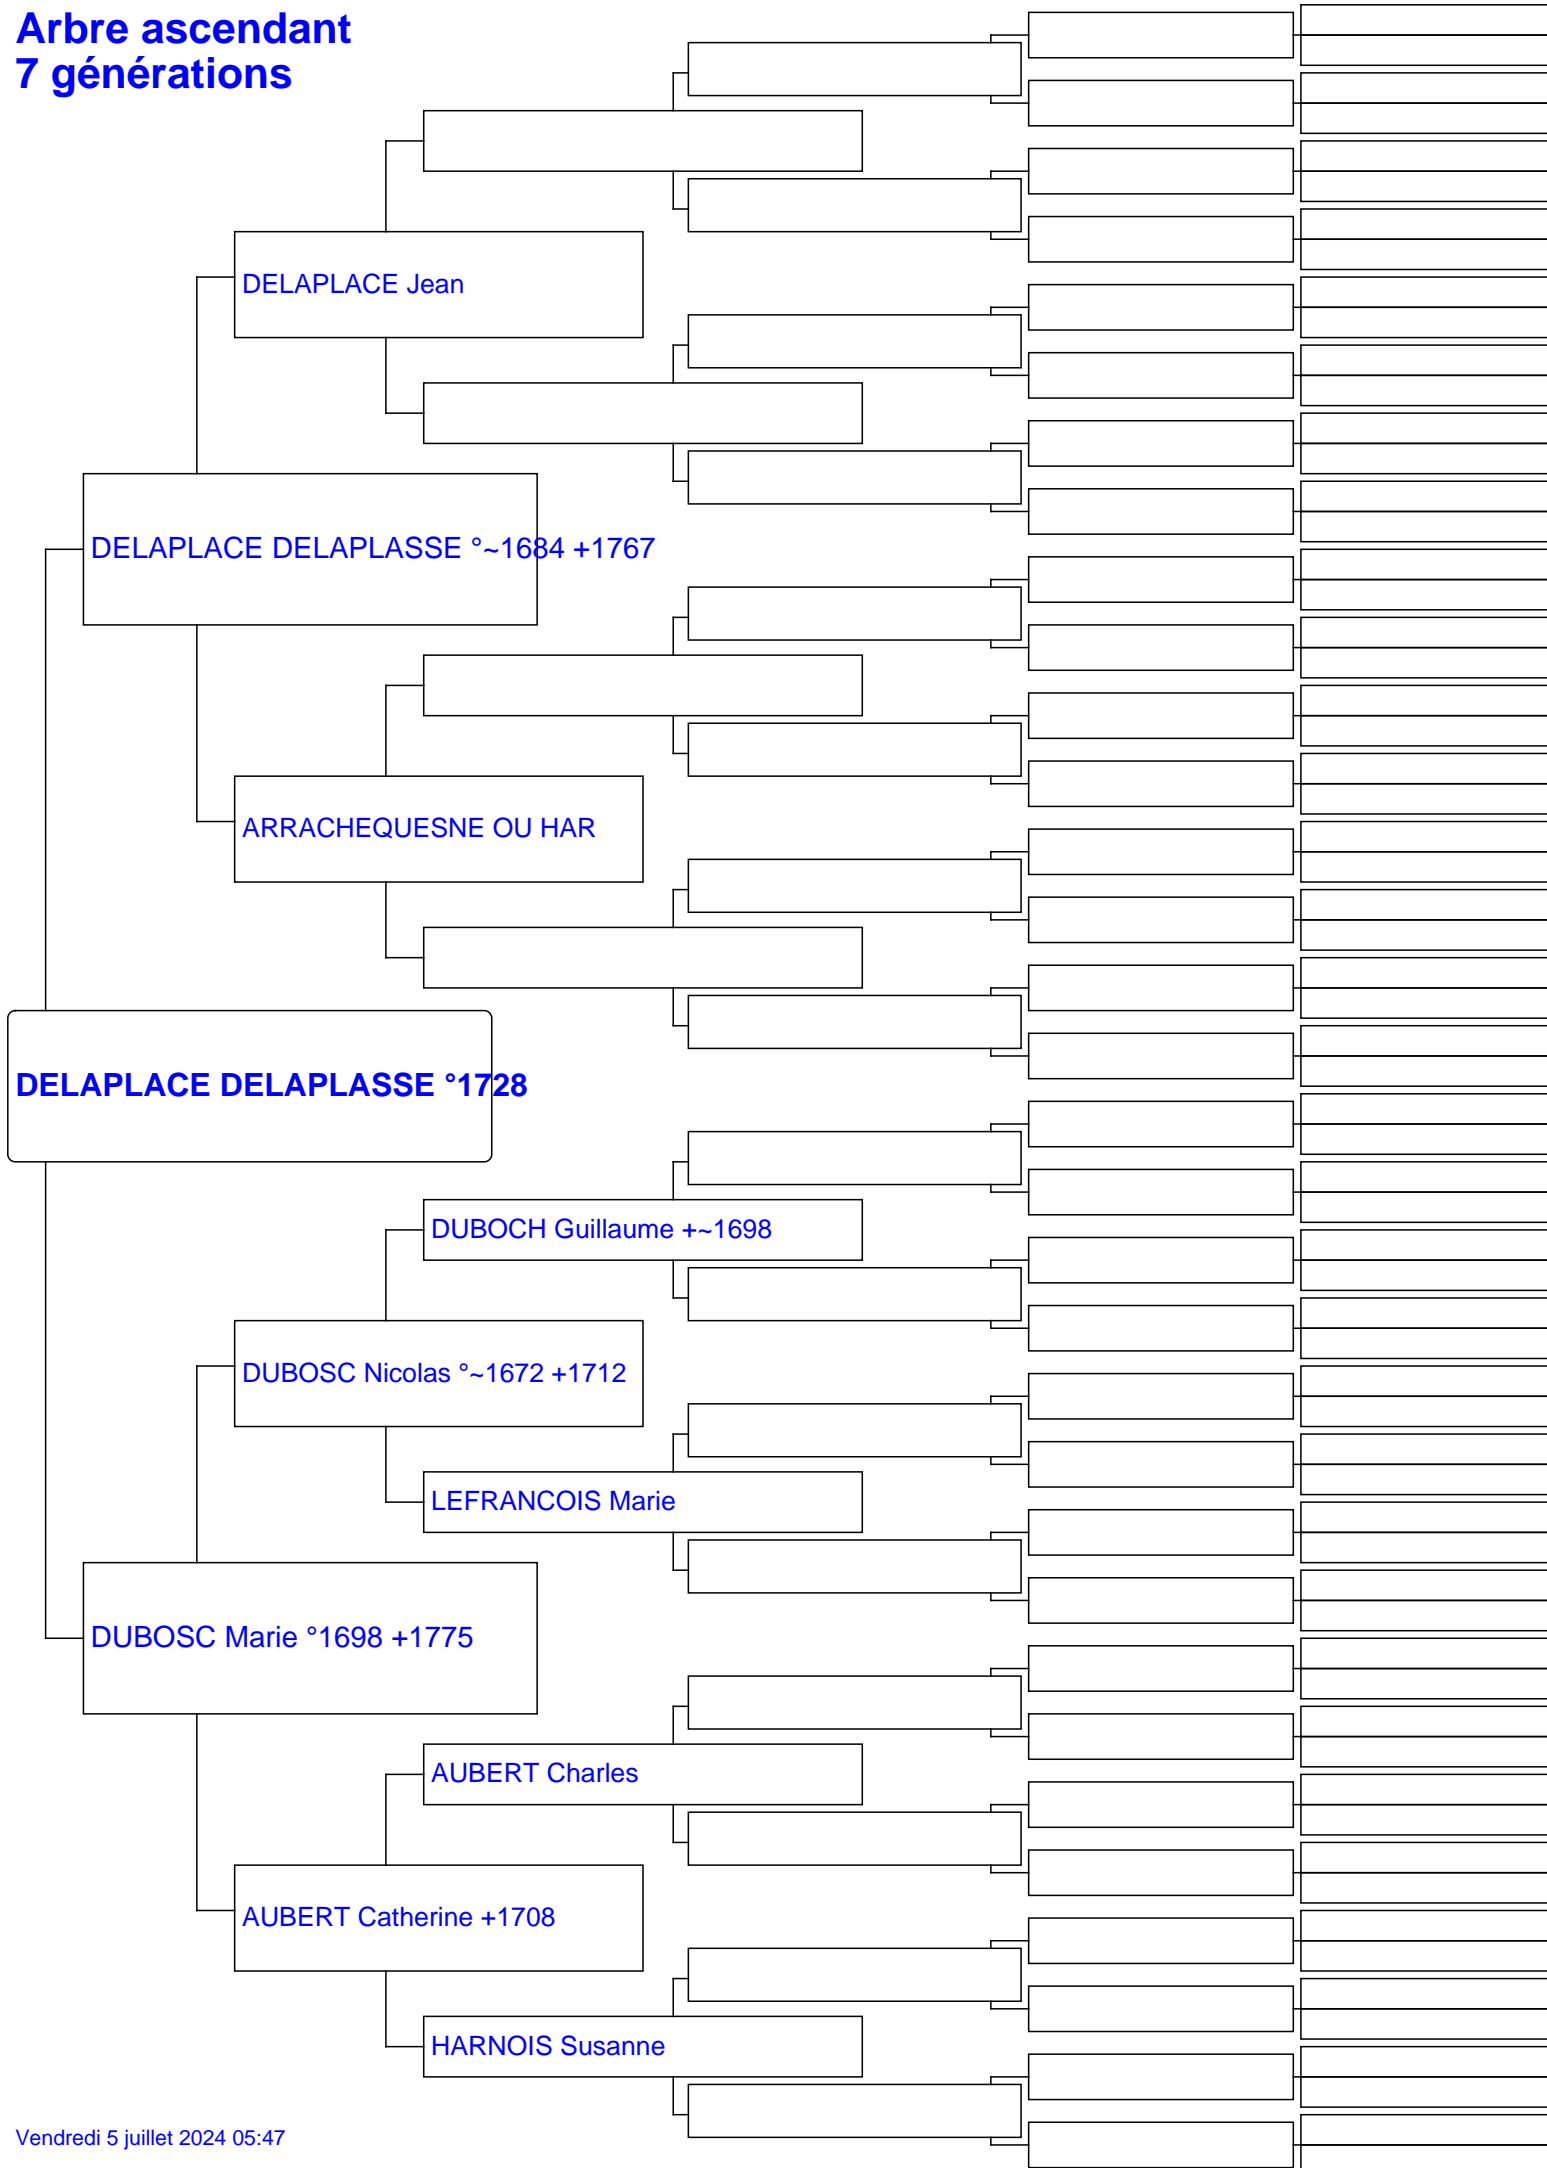 Arbre ascendant
7 générations
DELAPLACE Jean
DELAPLACE DELAPLASSE °~1684 +1767
ARRACHEQUESNE OU HAR
DELAPLACE DELAPLASSE °1728
DUBOCH Guillaume +~1698
DUBOSC Nicolas °~1672 +1712
LEFRANCOIS Marie
DUBOSC Marie °1698 +1775
AUBERT Charles
AUBERT Catherine +1708
HARNOIS Susanne
Vendredi 5 juillet 2024 05:47